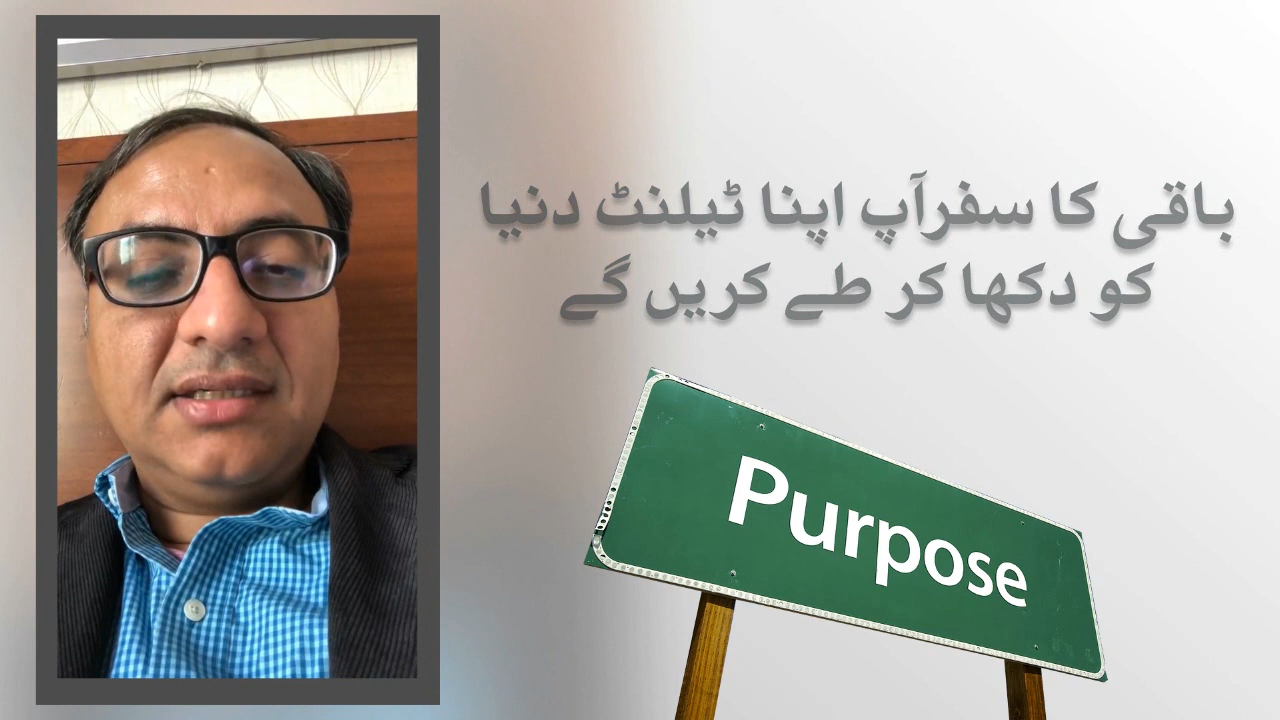 باقی کا سفرآپ اپنا ٹیلنٹ دنیا
کو دکھا کر طے کریں گے
Purpose